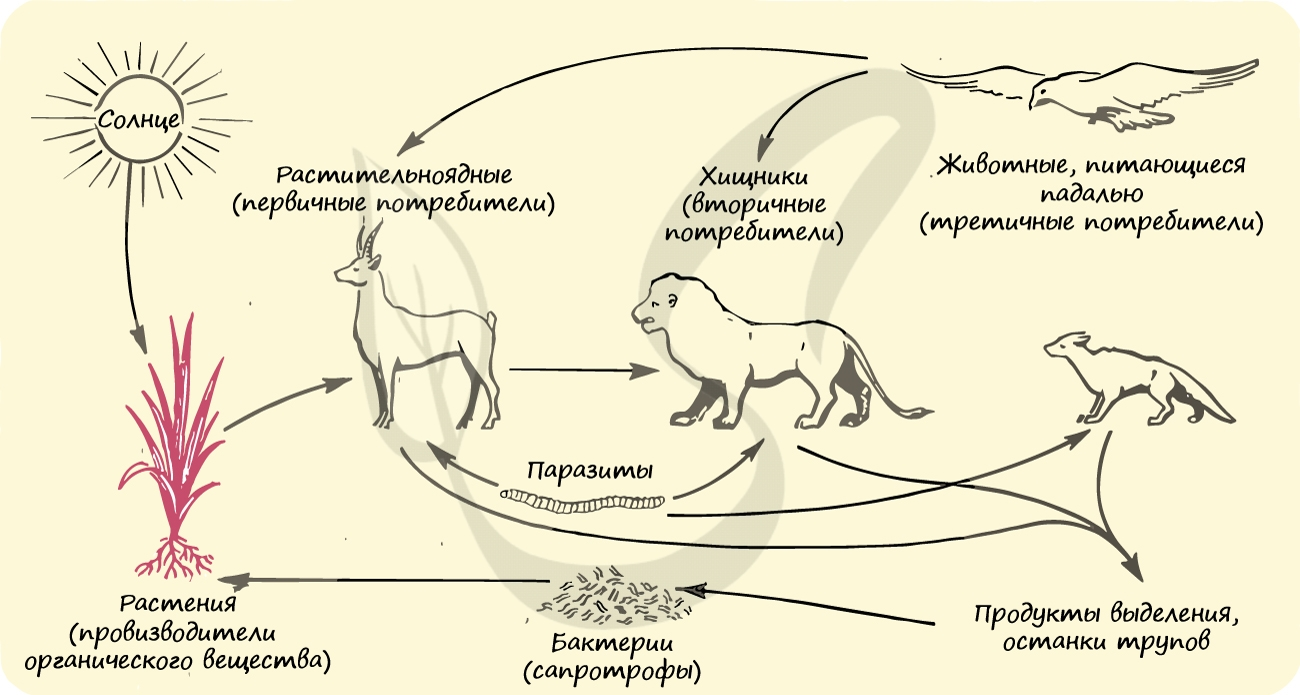 Солнце
Растительноядные
(первичные потребители)
Хищники
(вторичные
потребители)
Животные, питающиеся
падалью
(третичные потребители)
Паразиты
Растения
(провизводители
органического вещества)
Бактерии
(сапротрофы)
Продукты выделения,
останки трупов